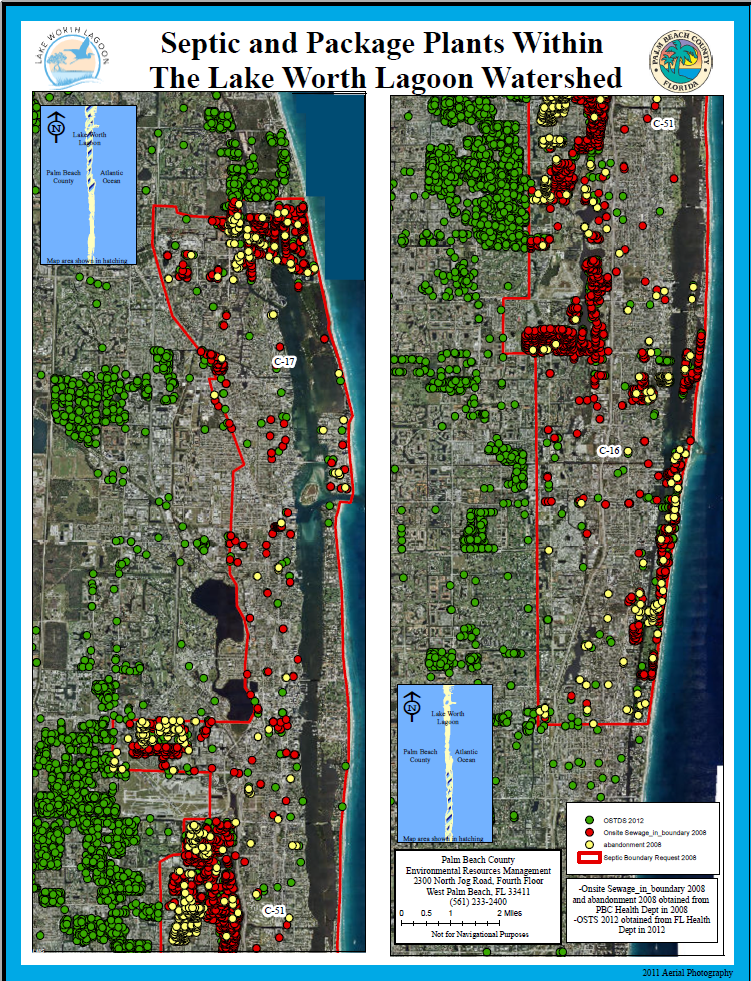 LAKE WORTH LAGOON
Septic and Package Plants Within
The Lake Worth Lagoon Watershed
PALM BEACH COUNTY
FLORIDA
N
Lake Worth
Lagoon
Palm Beach
County
Atlantic
Ocean
Map area shown in hatching
C-17
C-51
C-51
C-16
N
Lake Worth
Lagoon
Palm Beach
County
Atlantic
Ocean
Map area shown in hatching
OSTDS 2012
Onsite Sewage_in_boundary 2008
abandonment 2008
Septic Boundary Request 2008
Palm Beach County
Environmental Resources Management
2300 North Jog Road, Fourth Floor
West Palm Beach, FL 33411
(561) 233-2400
0 0.5 1 2 Miles
Not for Navigational Purposes
-Onsite Sewage_in_boundary 2008
and abandonment 2008 obtained from
PBC Health Dept in 2008
-OSTS 2012 obtained from FL Health
Dept in 2012
2011 Aerial Photography